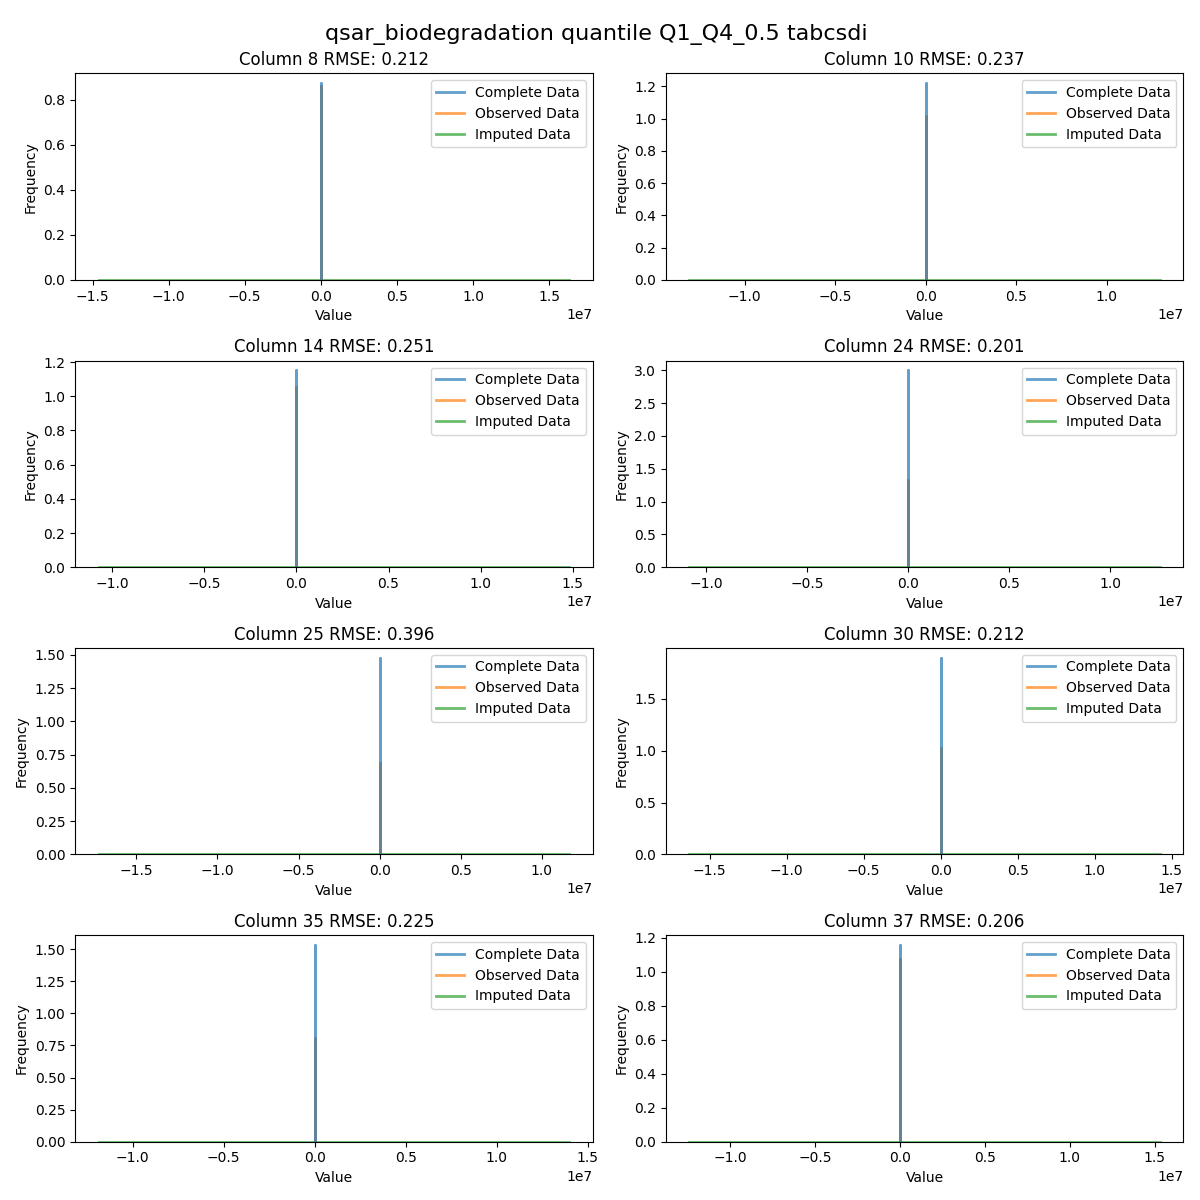 qsar_biodegradation quantile Q1_Q4_0.5 tabcsdi
Column 8 RMSE: 0.212
Complete Data
Observed Data
Imputed Data
Frequency
0.8
0.6
0.4
0.2
0.0
−1.5 −1.0 −0.5 0.0 0.5 1.0 1.5
1e7
Value
Column 10 RMSE: 0.237
Complete Data
Observed Data
Imputed Data
Frequency
1.2
1.0
0.8
0.6
0.4
0.2
0.0
−1.0 −0.5 0.0 0.5 1.0
1e7
Value
Column 14 RMSE: 0.251
Complete Data
Observed Data
Imputed Data
Frequency
1.2
1.0
0.8
0.6
0.4
0.2
0.0
−1.0 −0.5 0.0 0.5 1.0 1.5
1e7
Value
Column 24 RMSE: 0.201
Complete Data
Observed Data
Imputed Data
Frequency
3.0
2.5
2.0
1.5
1.0
0.5
0.0
−1.0 −0.5 0.0 0.5 1.0
1e7
Value
Column 25 RMSE: 0.396
Complete Data
Observed Data
Imputed Data
Frequency
1.50
1.25
1.00
0.75
0.50
0.25
0.00
−1.5 −1.0 −0.5 0.0 0.5 1.0
1e7
Value
Column 30 RMSE: 0.212
Complete Data
Observed Data
Imputed Data
Frequency
1.5
1.0
0.5
0.0
−1.5 −1.0 −0.5 0.0 0.5 1.0 1.5
1e7
Value
Column 35 RMSE: 0.225
Complete Data
Observed Data
Imputed Data
Frequency
1.50
1.25
1.00
0.75
0.50
0.25
0.00
−1.0 −0.5 0.0 0.5 1.0 1.5
1e7
Value
Column 37 RMSE: 0.206
Complete Data
Observed Data
Imputed Data
Frequency
1.2
1.0
0.8
0.6
0.4
0.2
0.0
−1.0 −0.5 0.0 0.5 1.0 1.5
1e7
Value